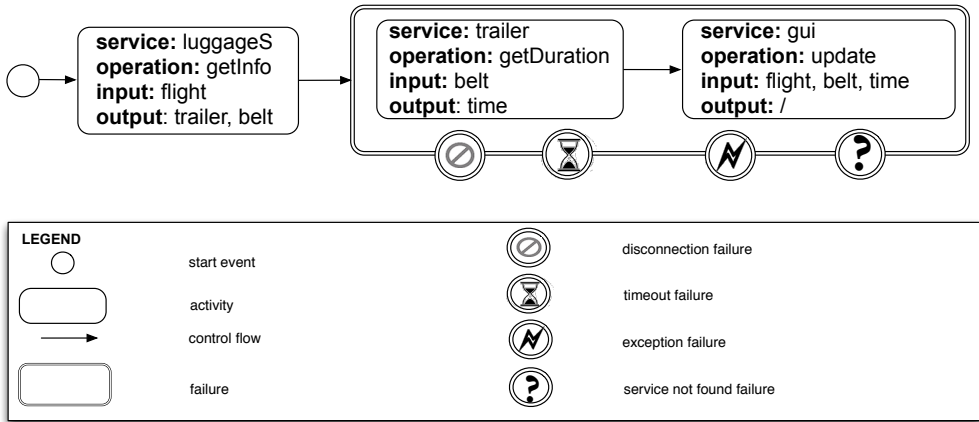 service: luggageS
operation: getInfo
input: flight
output: trailer, belt
service: trailer
operation: getDuration
input: belt
output: time
service: gui
operation: update
input: flight, belt, time
output: /
LEGEND
start event
activity
control flow
failure
disconnection failure
timeout failure
exception failure
service not found failure